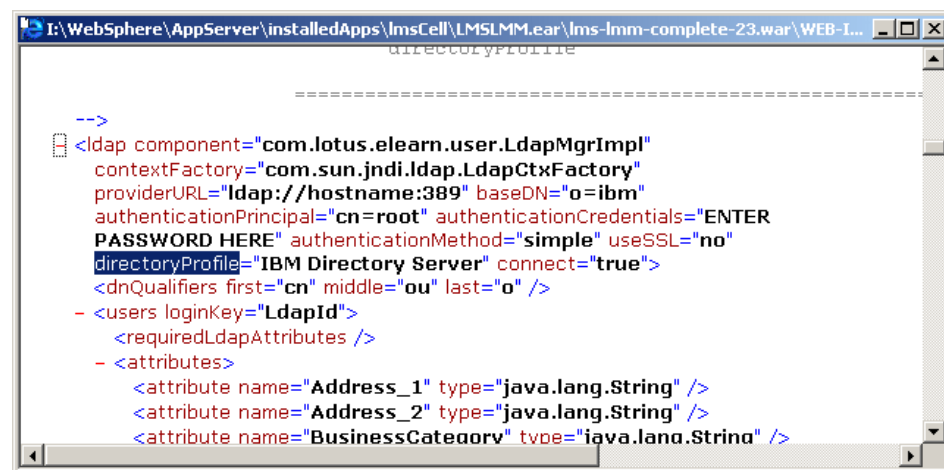 I:\WebSphere\AppServer\installedApps\lmsCell\LMSLMM.ear\lms-lmm-complete-23.war\WEB-I...
directoryProfile
=====================================================
-->
- <ldap component="com.lotus.elearn.user.LdapMgrImpl"
contextFactory="com.sun.jndi.ldap.LdapCtxFactory"
providerURL="ldap://hostname:389" baseDN="o=ibm"
authenticationPrincipal="cn=root" authenticationCredentials="ENTER
PASSWORD HERE" authenticationMethod="simple" useSSL="no"
directoryProfile="IBM Directory Server" connect="true">
<dnQualifiers first="cn" middle="ou" last="o" />
- <users loginKey="LdapId">
<requiredLdapAttributes />
- <attributes>
<attribute name="Address_1" type="java.lang.String" />
<attribute name="Address_2" type="java.lang.String" />
<attribute name="BusinessCategory" type="java.lang.String" />